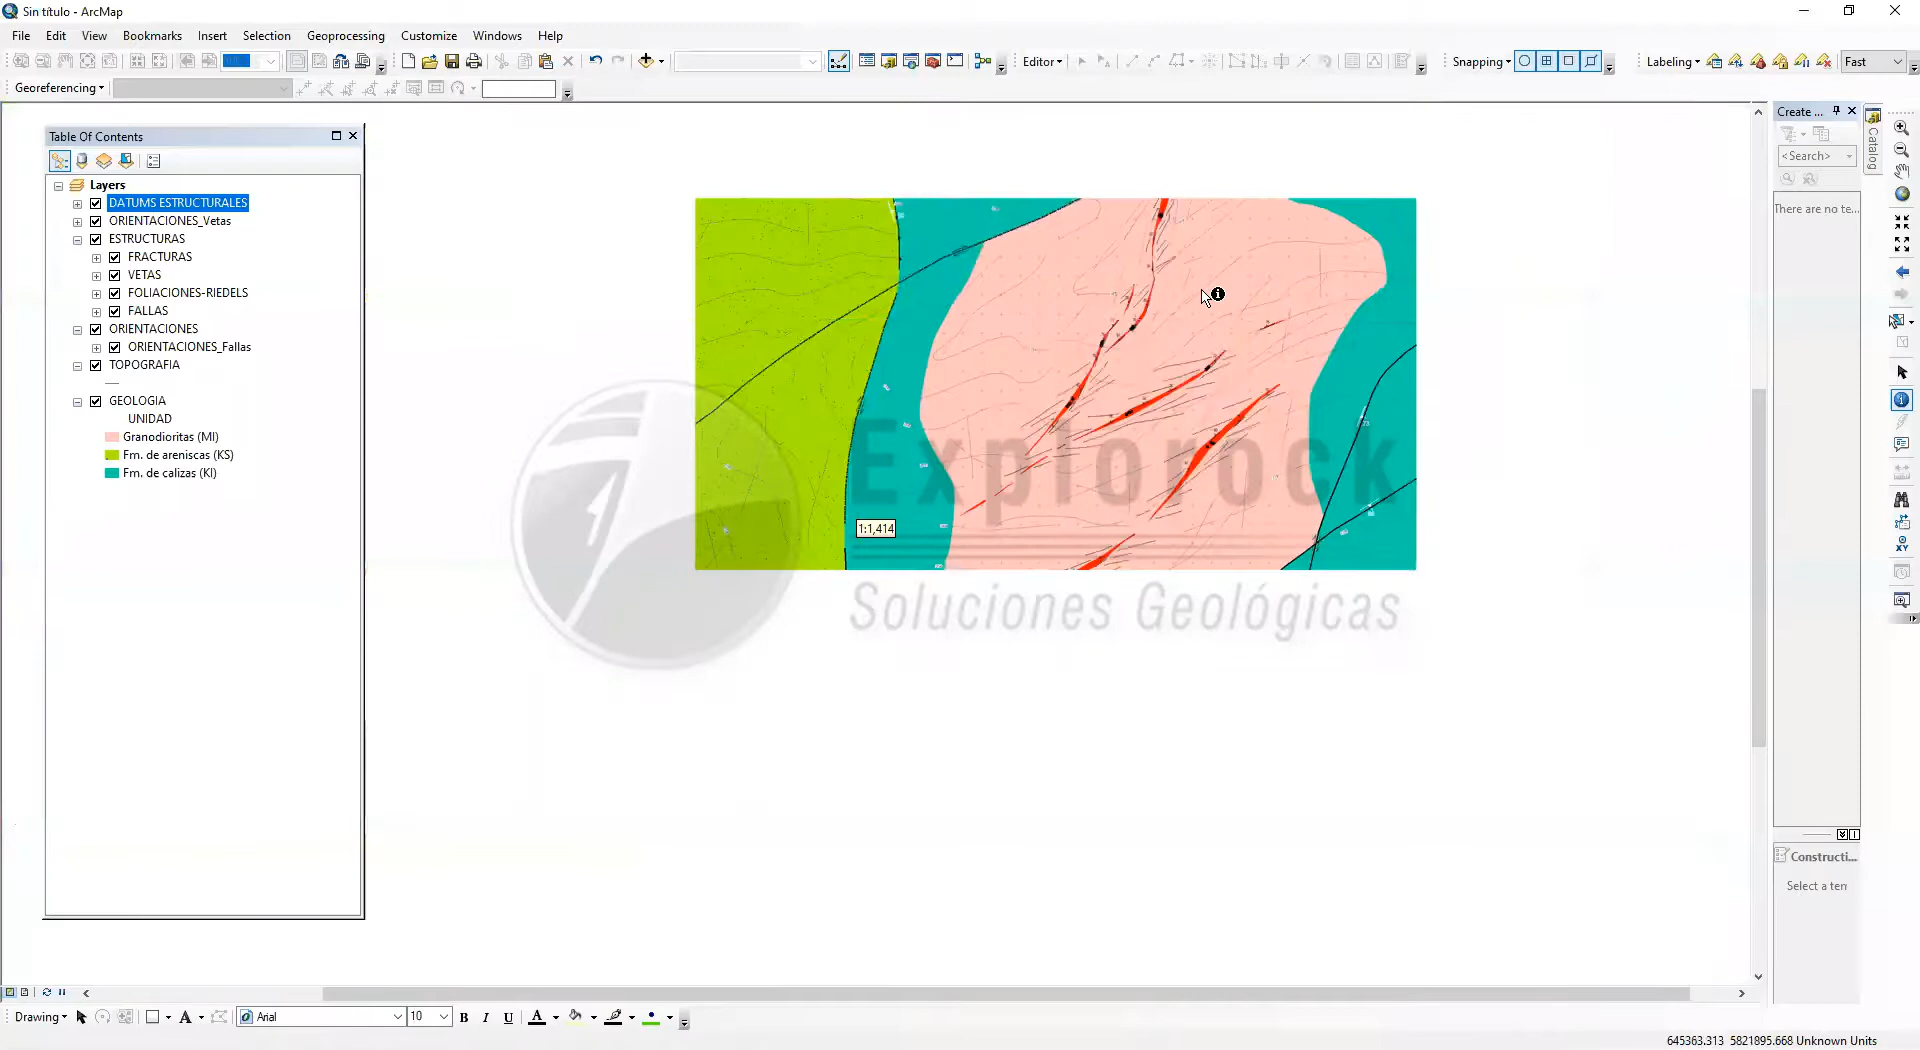 Sin título - ArcMap
File Edit View Bookmarks Insert Selection Geoprocessing Customize Windows Help
Editor Snapping Labeling Fast
Georeferencing
Table Of Contents
Layers
DATUMS ESTRUCTURALES
ORIENTACIONES_Vetas
ESTRUCTURAS
FRACTURAS
VETAS
FOLIACIONES-RIEDELS
FALLAS
ORIENTACIONES
ORIENTACIONES_Fallas
TOPOGRAFIA
GEOLOGIA
UNIDAD
Granodioritas (MI)
Fm. de areniscas (KS)
Fm. de calizas (KI)
1:1,414
Explorock
Soluciones Geológicas
Create ...
Catalog
<Search>
There are no te...
Constructi...
Select a ten
Drawing Arial 10 B I U A
645363.313 5821895.668 Unknown Units